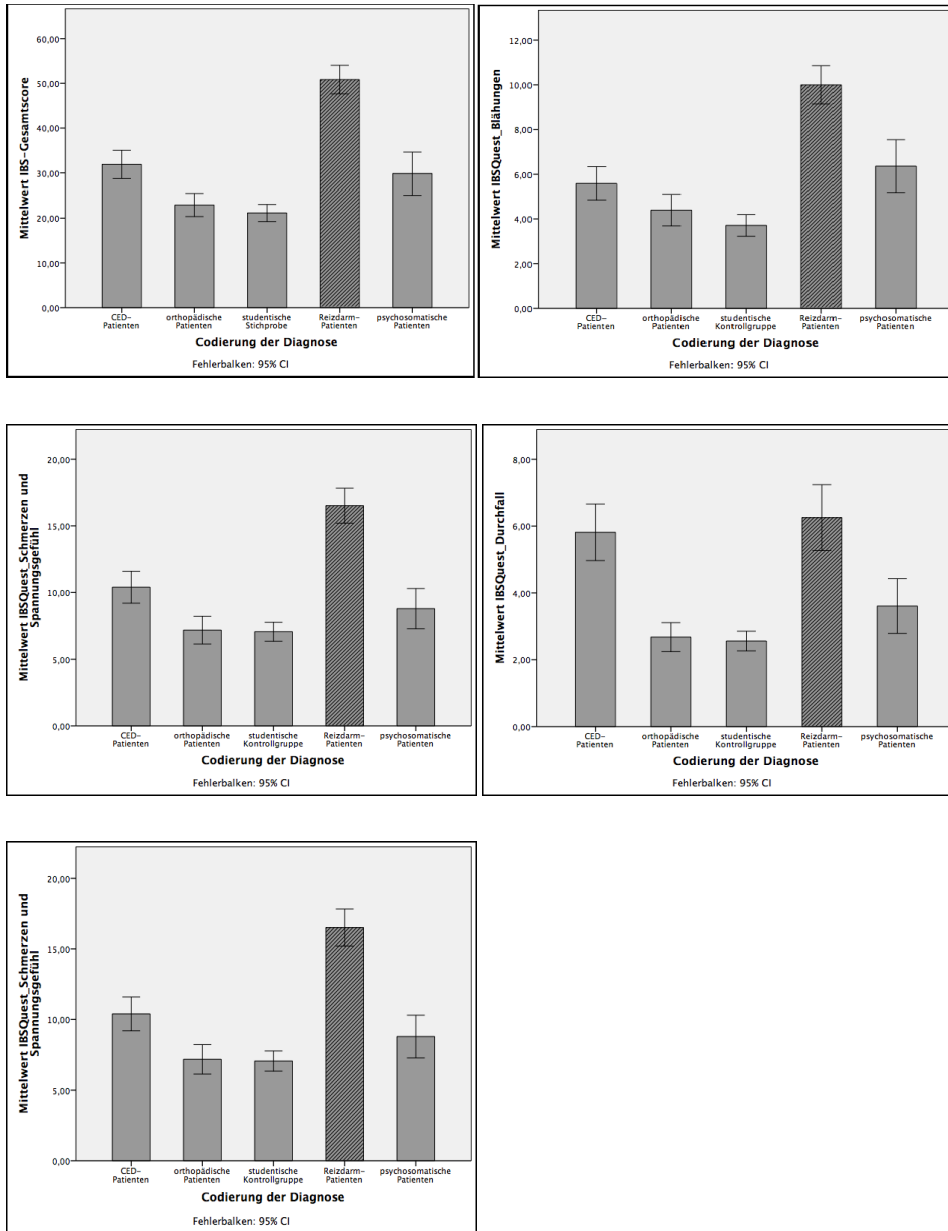 Mittelwert IBS-Gesamtscore
60,00
50,00
40,00
30,00
20,00
10,00
0,00
CED-
Patienten
orthopädische
Patienten
studentische
Stichprobe
Reizdarm-
Patienten
psychosomatische
Patienten
Codierung der Diagnose
Fehlerbalken: 95% CI
Mittelwert IBSQuest_Blähungen
12,00
10,00
8,00
6,00
4,00
2,00
0,00
CED-
Patienten
orthopädische
Patienten
studentische
Kontrollgruppe
Reizdarm-
Patienten
psychosomatische
Patienten
Codierung der Diagnose
Fehlerbalken: 95% CI
Mittelwert IBSQuest_Schmerzen und
Spannungsgefühl
20,00
15,00
10,00
5,00
0,00
CED-
Patienten
orthopädische
Patienten
studentische
Kontrollgruppe
Reizdarm-
Patienten
psychosomatische
Patienten
Codierung der Diagnose
Fehlerbalken: 95% CI
Mittelwert IBSQuest_Durchfall
8,00
6,00
4,00
2,00
0,00
CED-
Patienten
orthopädische
Patienten
studentische
Kontrollgruppe
Reizdarm-
Patienten
psychosomatische
Patienten
Codierung der Diagnose
Fehlerbalken: 95% CI
Mittelwert IBSQuest_Schmerzen und
Spannungsgefühl
20,00
15,00
10,00
5,00
0,00
CED-
Patienten
orthopädische
Patienten
studentische
Kontrollgruppe
Reizdarm-
Patienten
psychosomatische
Patienten
Codierung der Diagnose
Fehlerbalken: 95% CI